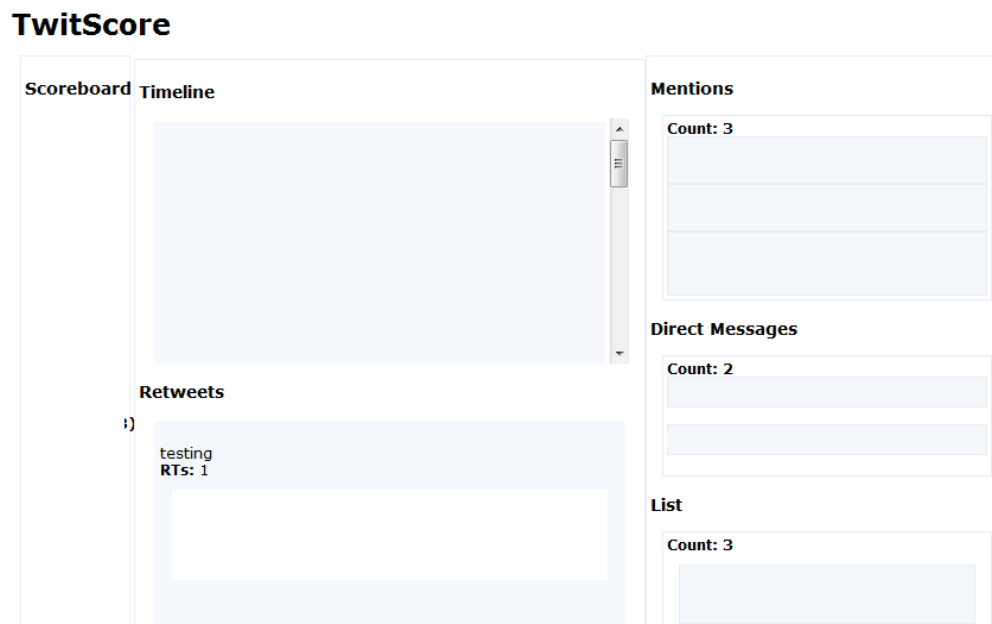 TwitScore
Scoreboard
Timeline
Retweets
testing
RTs: 1
Mentions
Count: 3
Direct Messages
Count: 2
List
Count: 3